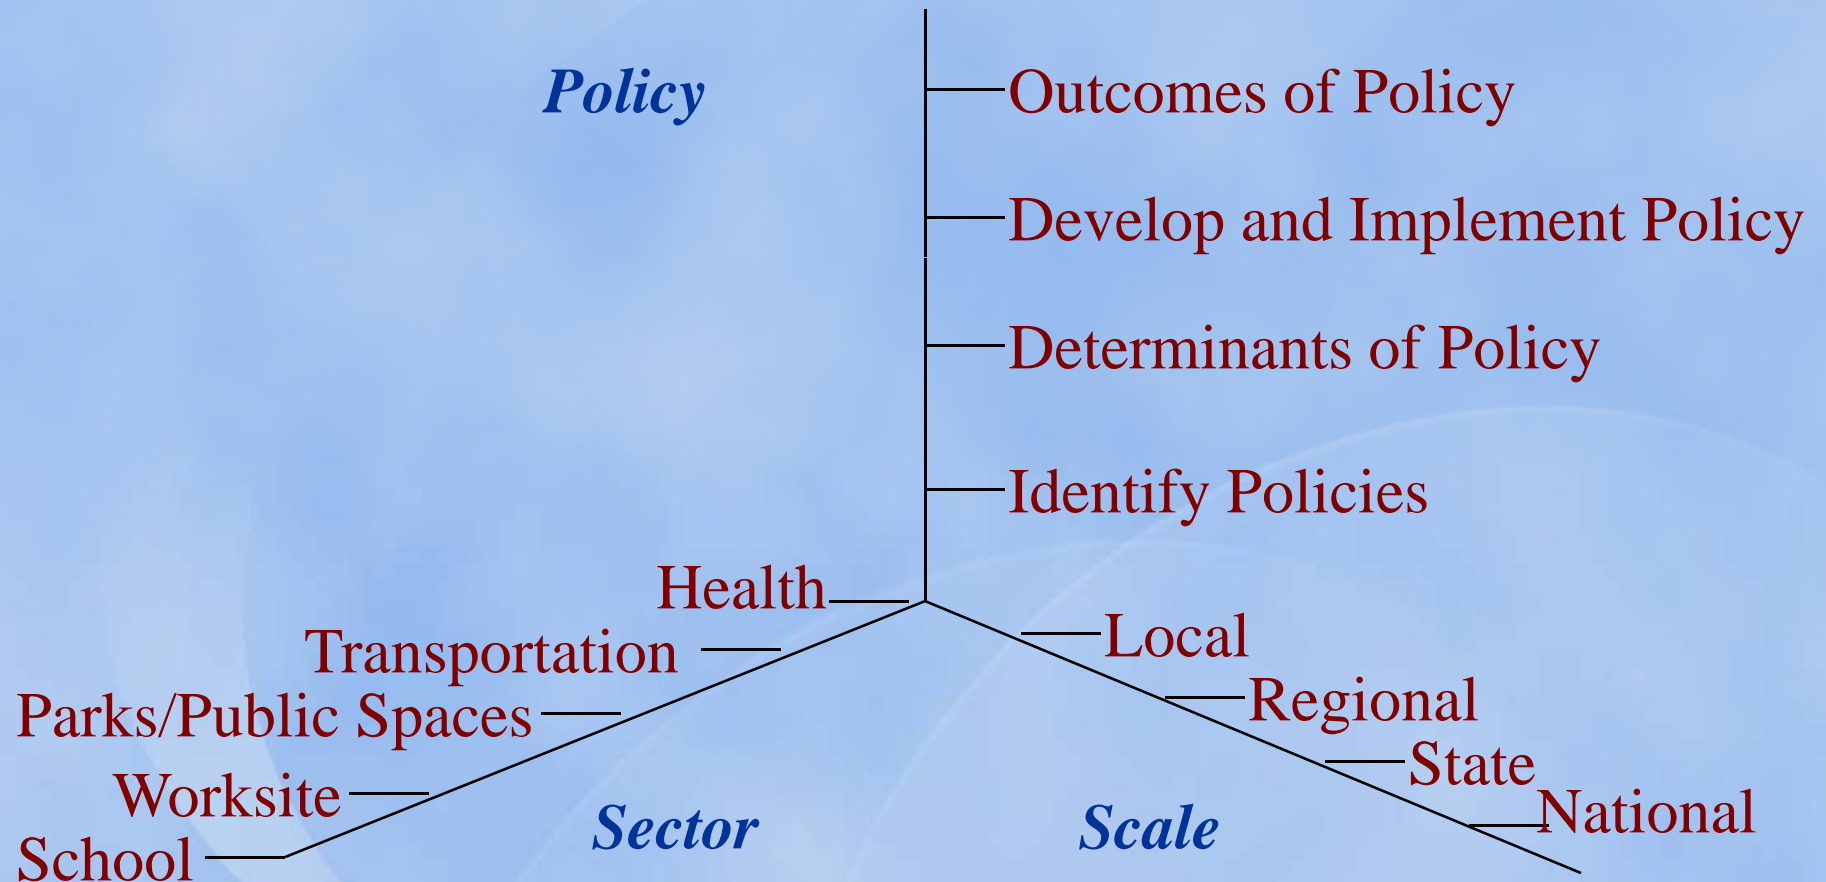 Policy
Outcomes of Policy
Develop and Implement Policy
Determinants of Policy
Identify Policies
Health
Transportation
Parks/Public Spaces
Worksite
School
Sector
Local
Regional
State
National
Scale